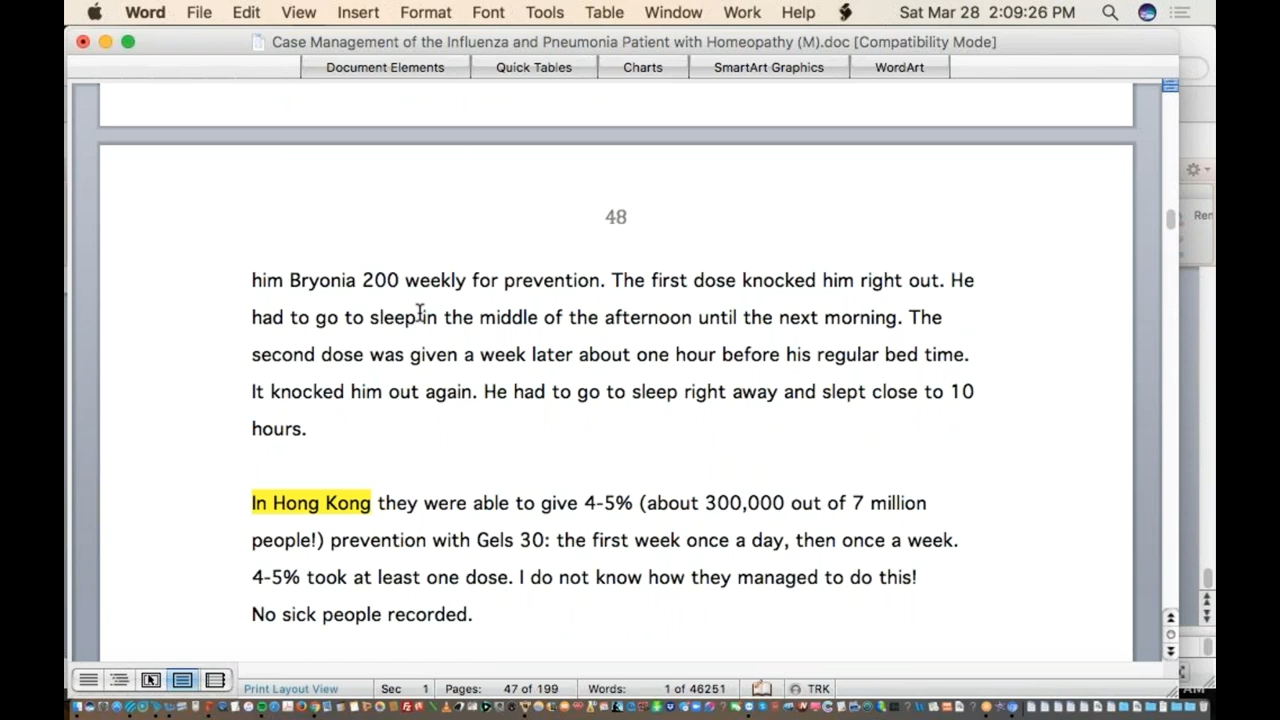 Word File Edit View Insert Format Font Tools Table Window Work Help Sat Mar 28 2:09:26 PM
Case Management of the Influenza and Pneumonia Patient with Homeopathy (M).doc [Compatibility Mode]
Document Elements Quick Tables Charts SmartArt Graphics WordArt
48
him Bryonia 200 weekly for prevention. The first dose knocked him right out. He
had to go to sleep in the middle of the afternoon until the next morning. The
second dose was given a week later about one hour before his regular bed time.
It knocked him out again. He had to go to sleep right away and slept close to 10
hours.
In Hong Kong they were able to give 4-5% (about 300,000 out of 7 million
people!) prevention with Gels 30: the first week once a day, then once a week.
4-5% took at least one dose. I do not know how they managed to do this!
No sick people recorded.
Print Layout View Sec 1 Pages: 47 of 199 Words: 1 of 46251 TRK